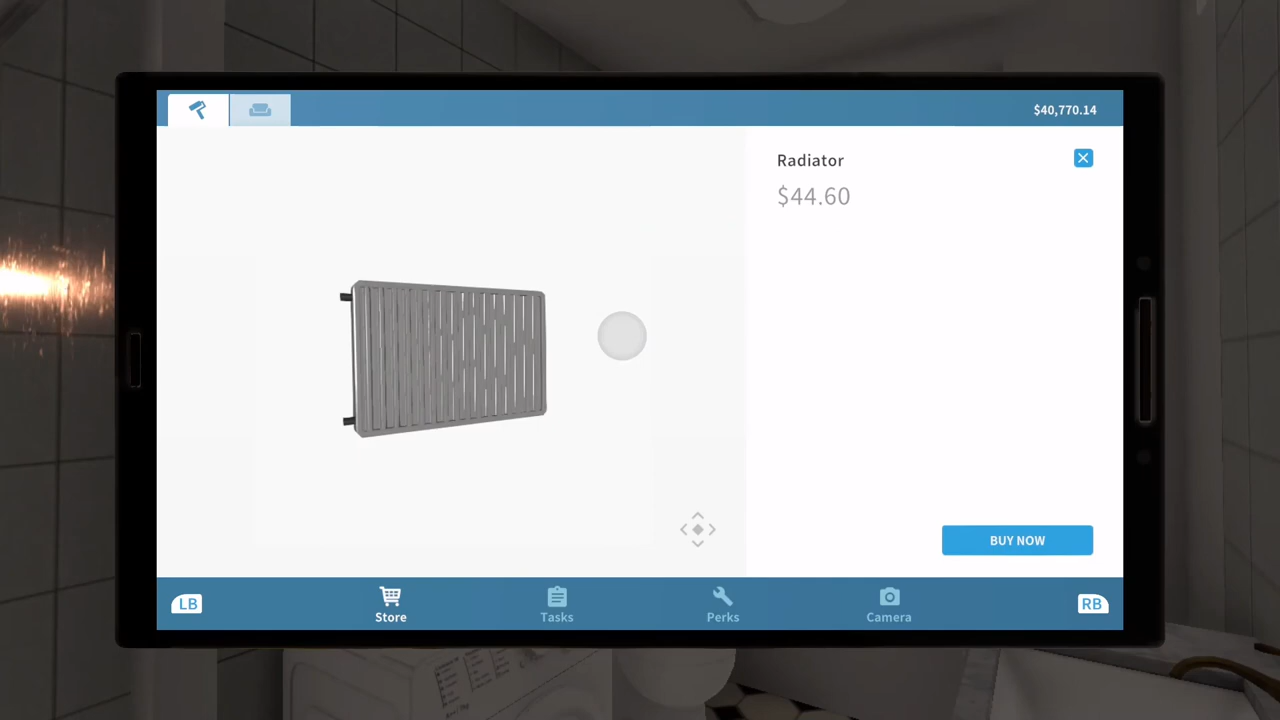 $40,770.14
Radiator
$44.60
BUY NOW
LB
Store
Tasks
Perks
Camera
RB